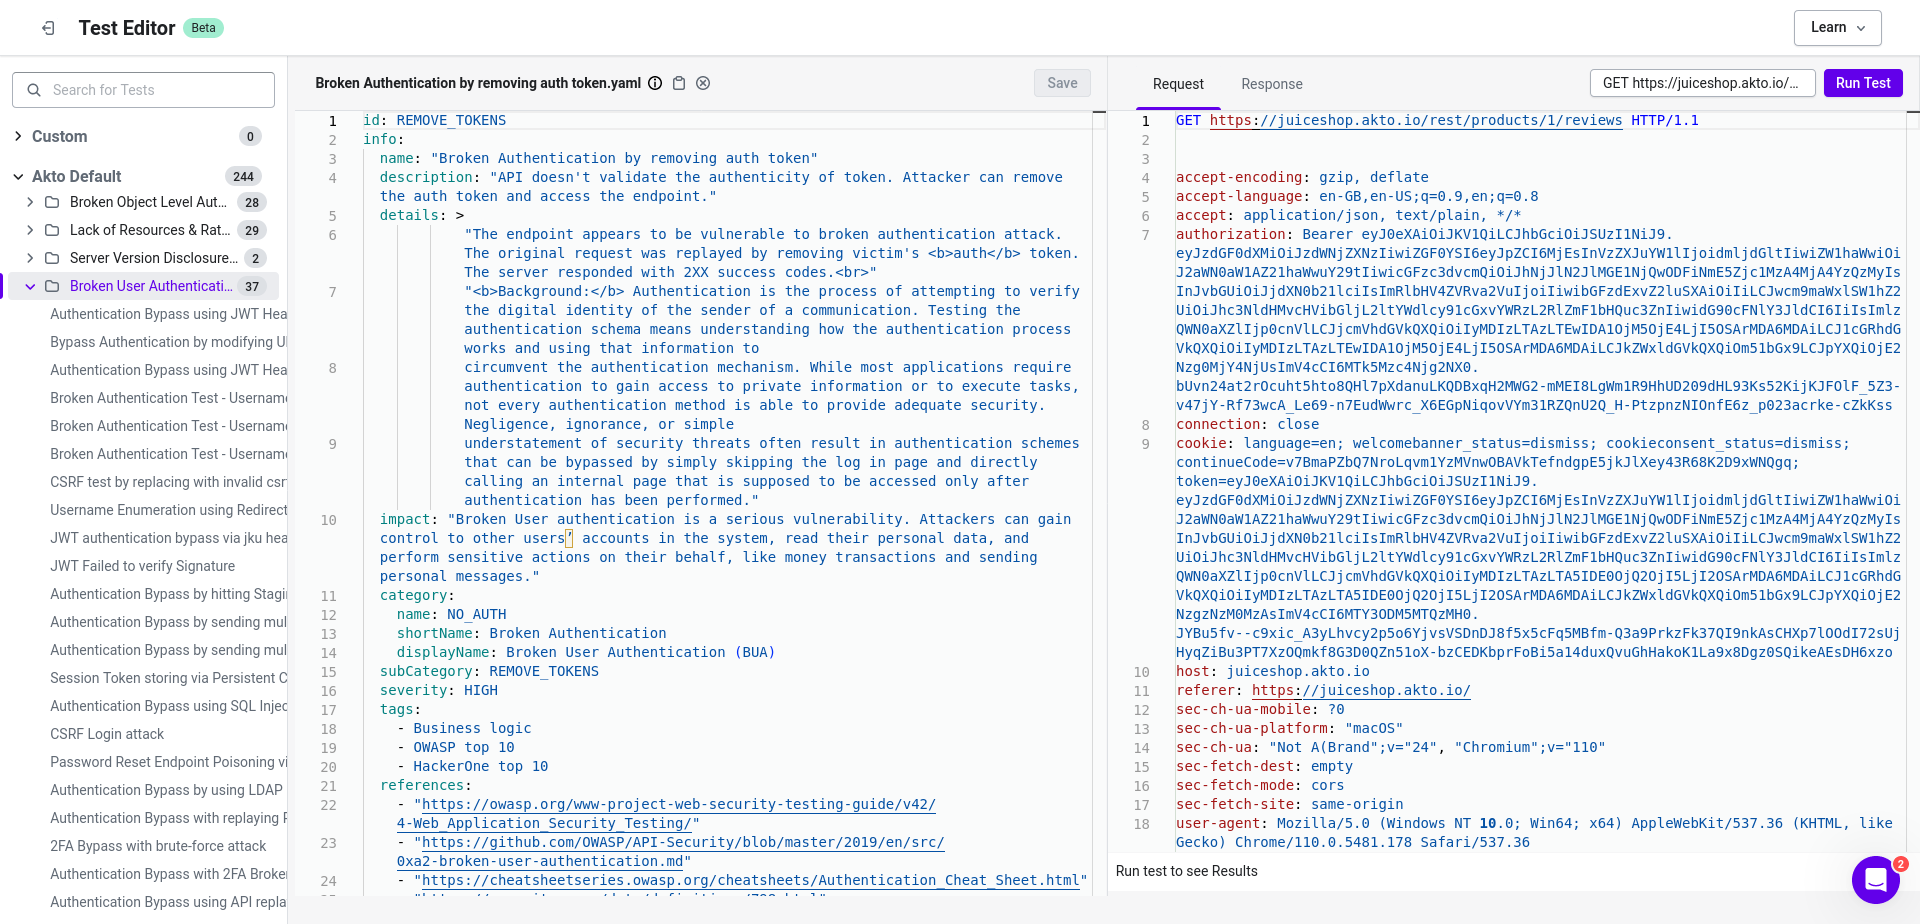 Test Editor Beta
Learn
Search for Tests
Custom 0
Akto Default 244
Broken Object Level Aut... 28
Lack of Resources & Rat... 29
Server Version Disclosure... 2
Broken User Authenticati... 37
Authentication Bypass using JWT Hea
Bypass Authentication by modifying U
Authentication Bypass using JWT Hea
Broken Authentication Test - Username
Broken Authentication Test - Username
Broken Authentication Test - Username
CSRF test by replacing with invalid csr
Username Enumeration using Redirect
JWT authentication bypass via jku hea
JWT Failed to verify Signature
Authentication Bypass by hitting Stagi
Authentication Bypass by sending mul
Authentication Bypass by sending mul
Session Token storing via Persistent C
Authentication Bypass using SQL Injec
CSRF Login attack
Password Reset Endpoint Poisoning vi
Authentication Bypass by using LDAP
Authentication Bypass with replaying
2FA Bypass with brute-force attack
Authentication Bypass with 2FA Broke
Authentication Bypass using API repla
Broken Authentication by removing auth token.yaml
Save
1 id: REMOVE_TOKENS
2 info:
3 name: "Broken Authentication by removing auth token"
4 description: "API doesn't validate the authenticity of token. Attacker can remove
the auth token and access the endpoint."
5 details: >
6 "The endpoint appears to be vulnerable to broken authentication attack.
The original request was replayed by removing victim's <b>auth</b> token.
The server responded with 2XX success codes.<br>"
7 "<b>Background:</b> Authentication is the process of attempting to verify
the digital identity of the sender of a communication. Testing the
authentication schema means understanding how the authentication process
works and using that information to
8 circumvent the authentication mechanism. While most applications require
authentication to gain access to private information or to execute tasks,
not every authentication method is able to provide adequate security.
Negligence, ignorance, or simple
9 understatement of security threats often result in authentication schemes
that can be bypassed by simply skipping the log in page and directly
calling an internal page that is supposed to be accessed only after
authentication has been performed."
10 impact: "Broken User authentication is a serious vulnerability. Attackers can gain
control to other users’ accounts in the system, read their personal data, and
perform sensitive actions on their behalf, like money transactions and sending
personal messages."
11 category:
12 name: NO_AUTH
13 shortName: Broken Authentication
14 displayName: Broken User Authentication (BUA)
15 subCategory: REMOVE_TOKENS
16 severity: HIGH
17 tags:
18 - Business logic
19 - OWASP top 10
20 - HackerOne top 10
21 references:
22 - "https://owasp.org/www-project-web-security-testing-guide/v42/
4-Web_Application_Security_Testing/"
23 - "https://github.com/OWASP/API-Security/blob/master/2019/en/src/
0xa2-broken-user-authentication.md"
24 - "https://cheatsheetseries.owasp.org/cheatsheets/Authentication_Cheat_Sheet.html"
Request Response
GET https://juiceshop.akto.io/...
Run Test
1 GET https://juiceshop.akto.io/rest/products/1/reviews HTTP/1.1
2
3
4 accept-encoding: gzip, deflate
5 accept-language: en-GB,en-US;q=0.9,en;q=0.8
6 accept: application/json, text/plain, */*
7 authorization: Bearer eyJ0eXAiOiJKV1QiLCJhbGciOiJSUzI1NiJ9.
8 connection: close
9 cookie: language=en; welcomebanner_status=dismiss; cookieconsent_status=dismiss;
continueCode=v7BmaPZbQ7NroLqvm1YzMVnwOBAVkTefndgpE5jkJlXey43R68K2D9xWNQgq;
token=eyJ0eXAiOiJKV1QiLCJhbGciOiJSUzI1NiJ9.
10 host: juiceshop.akto.io
11 referer: https://juiceshop.akto.io/
12 sec-ch-ua-mobile: ?0
13 sec-ch-ua-platform: "macOS"
14 sec-ch-ua: "Not A(Brand";v="24", "Chromium";v="110"
15 sec-fetch-dest: empty
16 sec-fetch-mode: cors
17 sec-fetch-site: same-origin
18 user-agent: Mozilla/5.0 (Windows NT 10.0; Win64; x64) AppleWebKit/537.36 (KHTML, like
Gecko) Chrome/110.0.5481.178 Safari/537.36
Run test to see Results
2